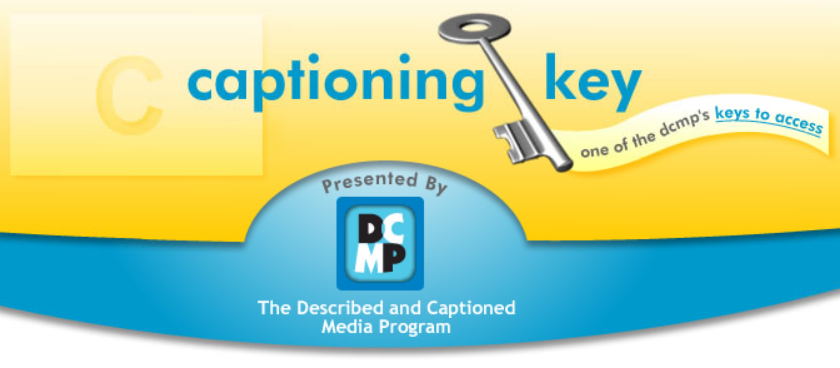 C
captioning key
one of the dcmp's keys to access
Presented By
DC
MP
The Described and Captioned
Media Program